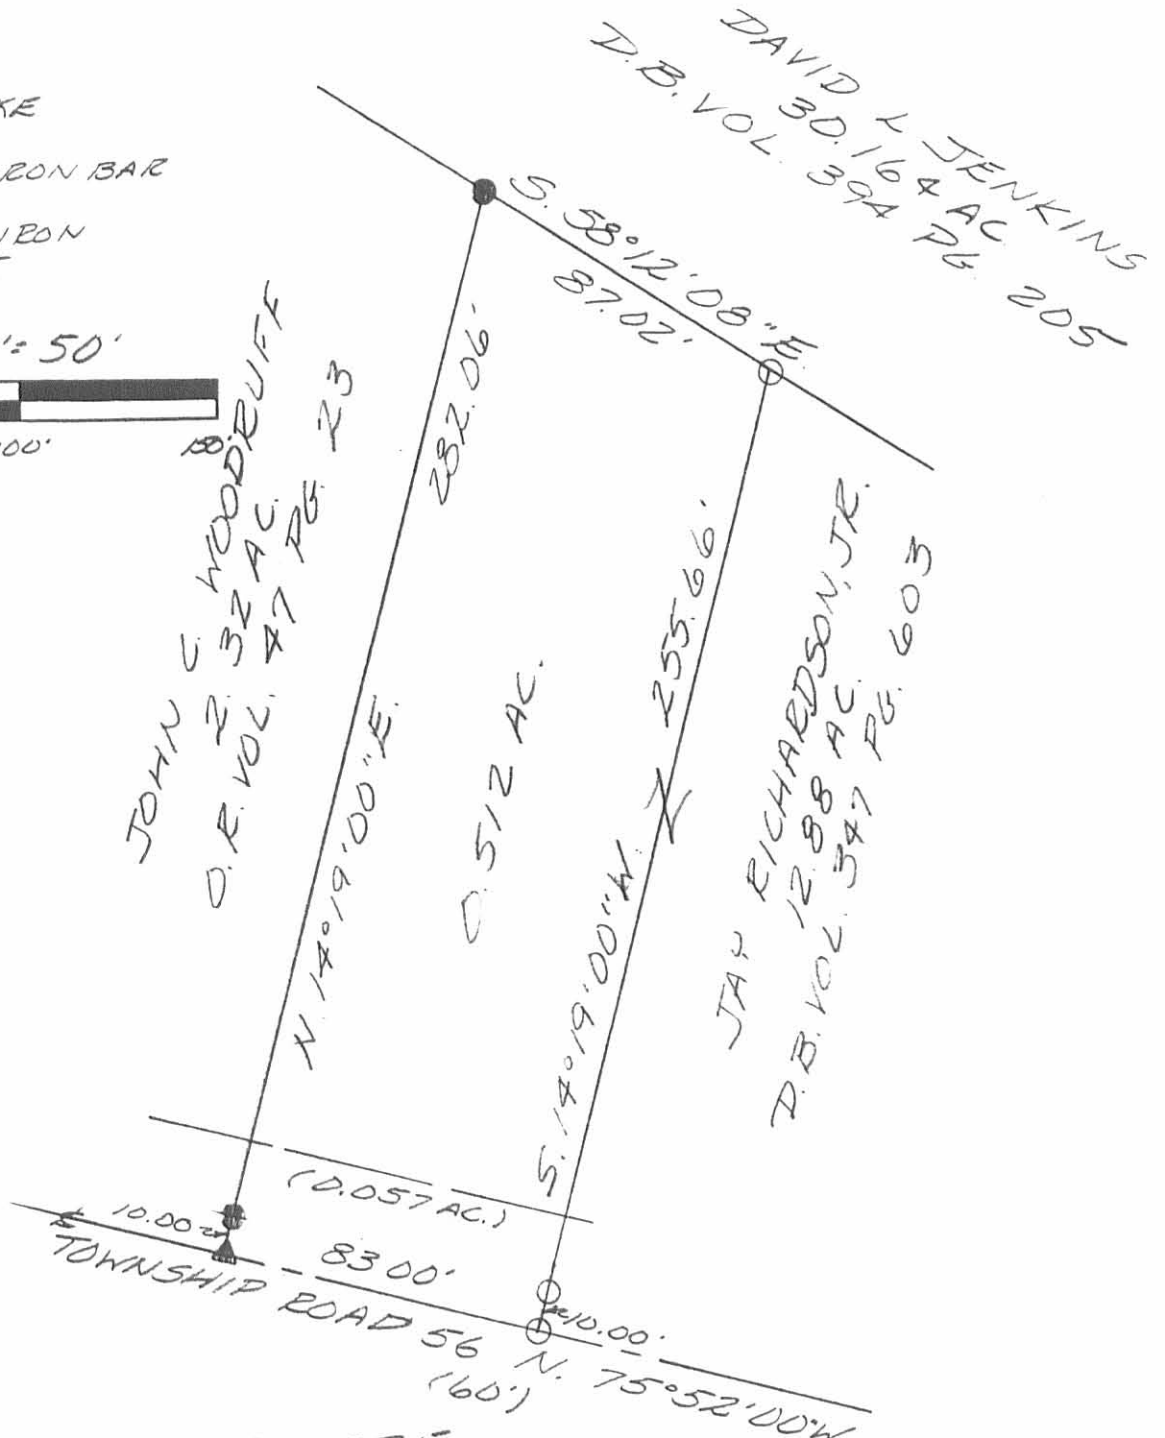 KE
RON BAR
IRON
'= 50'
00'
150'
DAVID L JENKINS
30.164 AC
D.B. VOL. 394 PG 205
S. 58°12'08"E.
87.02'
282.06'
N. 14°19'00"E.
JOHN C. WOODRUFF
2.32 AC.
O.R. VOL. 47 PG. 23
0.512 AC.
255.66'
S. 14°19'00"W.
JAY RICHARDSON, JR.
12.88 AC.
D.B. VOL. 347 PG. 603
(0.057 AC.)
10.00
83.00'
10.00'
TOWNSHIP ROAD 56 N. 75°52'00"W
(60')